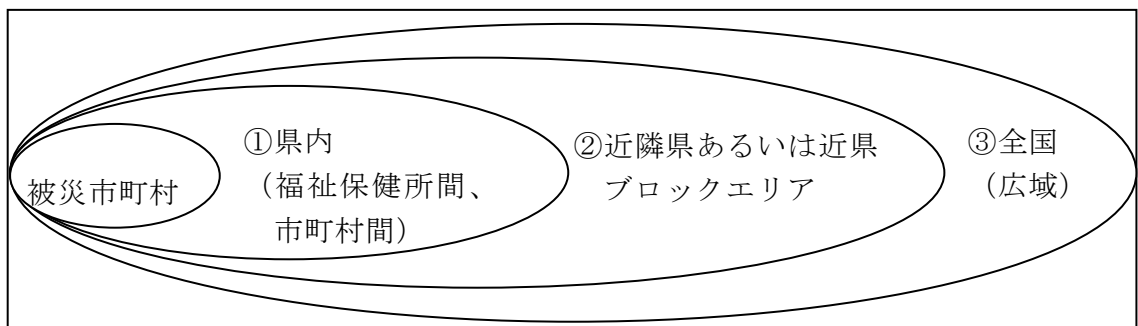 被災市町村
①県内
（福祉保健所間、
市町村間）
②近隣県あるいは近県
ブロックエリア
③全国
（広域）